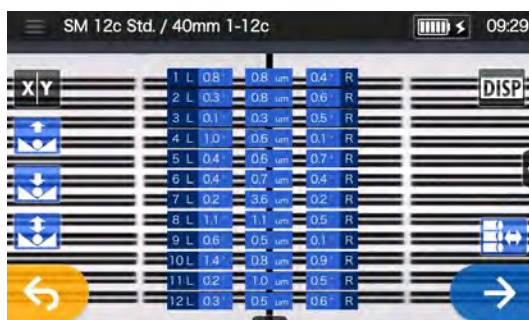 SM 12c Std. / 40mm 1-12c 09:29
X Y
DISP
1 L 0.8° 0.8 um 0.4° R
2 L 0.3° 0.8 um 0.6° R
3 L 0.1° 0.3 um 0.5° R
4 L 1.0° 0.6 um 0.1° R
5 L 0.4° 0.6 um 0.7° R
6 L 0.4° 0.7 um 0.4° R
7 L 0.2° 3.6 um 0.2° R
8 L 1.1° 1.1 um 0.5° R
9 L 0.6° 0.5 um 0.1° R
10 L 1.4° 0.8 um 0.9° R
11 L 0.2° 1.0 um 0.5° R
12 L 0.3° 0.5 um 0.6° R